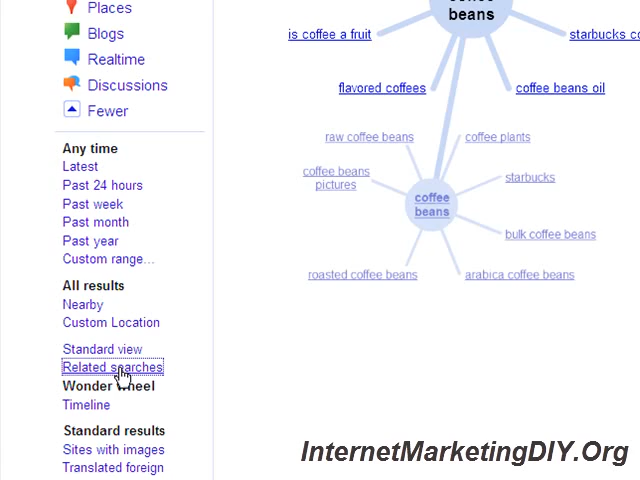 Places
Blogs
Realtime
Discussions
Fewer
Any time
Latest
Past 24 hours
Past week
Past month
Past year
Custom range...
All results
Nearby
Custom Location
Standard view
Related searches
Wonder wheel
Timeline
Standard results
Sites with images
Translated foreign
beans
is coffee a fruit
starbucks
flavored coffees
coffee beans oil
raw coffee beans
coffee plants
coffee beans
pictures
starbucks
coffee
beans
bulk coffee beans
roasted coffee beans
arabica coffee beans
InternetMarketingDIY.Org